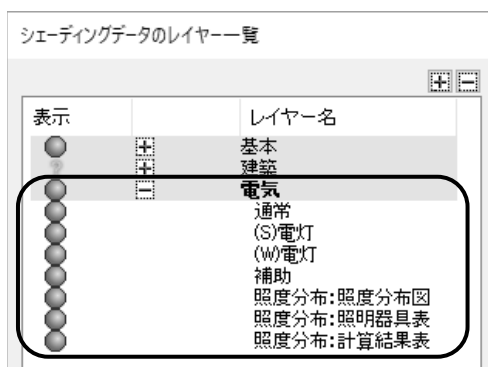 シェーディングデータのレイヤー一覧
表示 レイヤー名
基本
建築
電気
通常
(S)電灯
(W)電灯
補助
照度分布:照度分布図
照度分布:照明器具表
照度分布:計算結果表